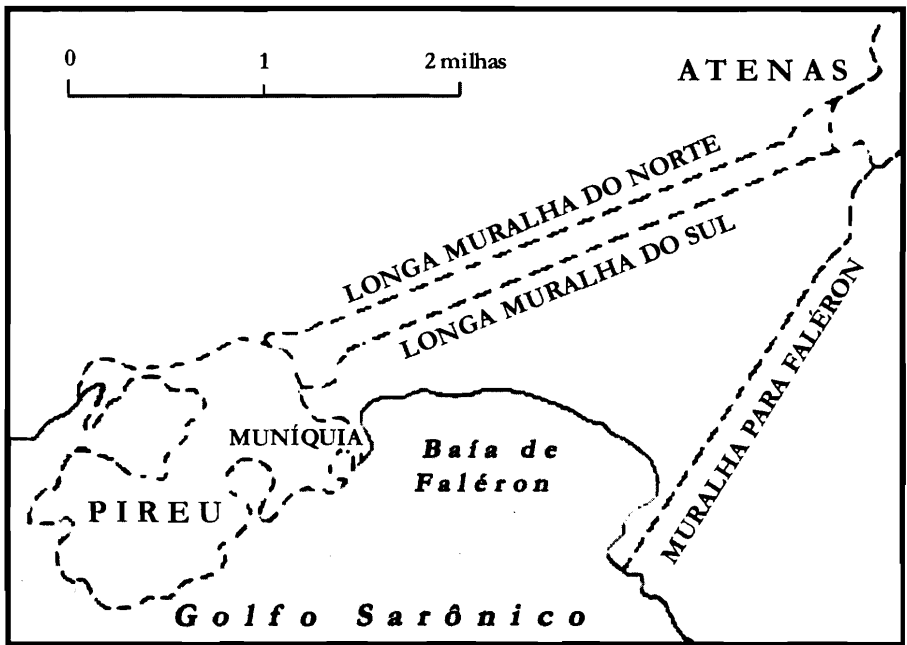 0 1 2 milhas
ATENAS
LONGA MURALHA DO NORTE
LONGA MURALHA DO SUL
MURALHA PARA FALÉRON
MUNÍQUIA
Baía de
Faléron
PIREU
Golfo Sarônico